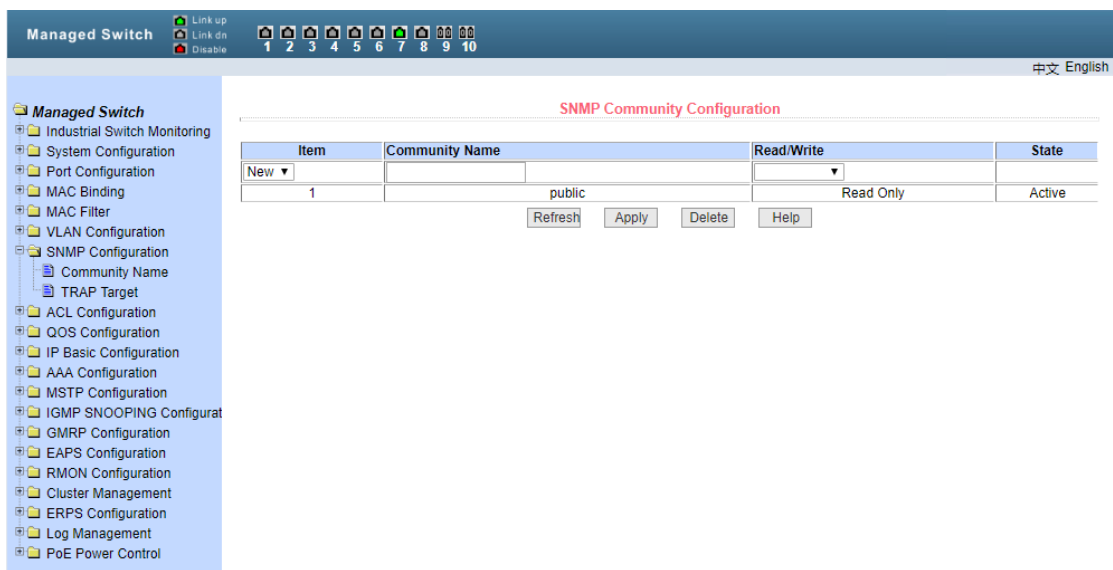 Managed Switch
Link up
Link dn
Disable
1 2 3 4 5 6 7 8 9 10
中文 English
Managed Switch
Industrial Switch Monitoring
System Configuration
Port Configuration
MAC Binding
MAC Filter
VLAN Configuration
SNMP Configuration
Community Name
TRAP Target
ACL Configuration
QOS Configuration
IP Basic Configuration
AAA Configuration
MSTP Configuration
IGMP SNOOPING Configurat
GMRP Configuration
EAPS Configuration
RMON Configuration
Cluster Management
ERPS Configuration
Log Management
PoE Power Control
SNMP Community Configuration
Item Community Name Read/Write State
New
1 public Read Only Active
Refresh Apply Delete Help